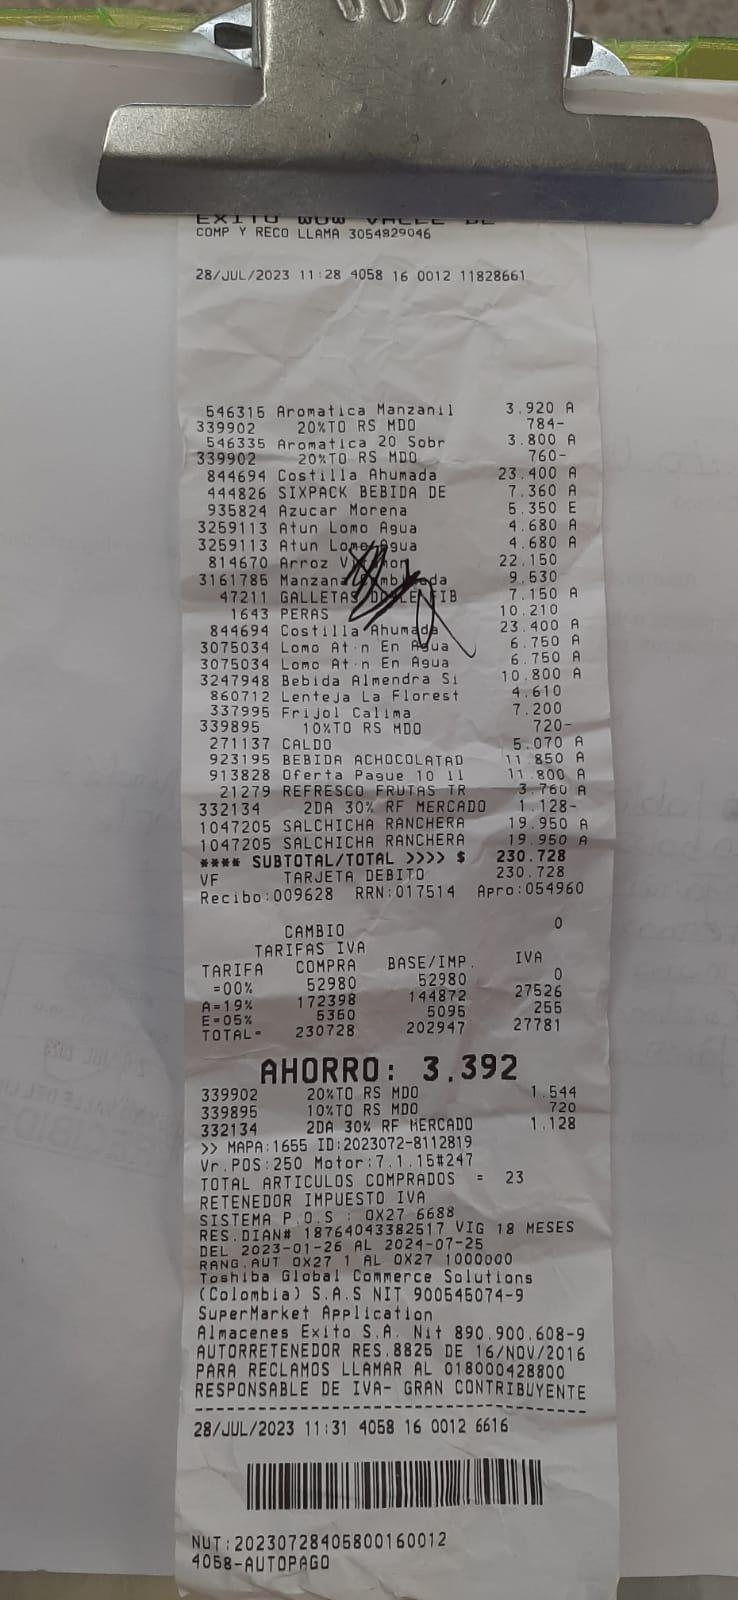 EXITO WOW VALLE DE
COMP Y RECO LLAMA 3054829046
28/JUL/2023 11:28 4058 16 0012 11828661
546315 Aromatica Manzanil 3.920 A
339902 20%TO RS MDO 784-
546335 Aromatica 20 Sobr 3.800 A
339902 20%TO RS MDO 760-
844694 Costilla Ahumada 23.400 A
444826 SIXPACK BEBIDA DE 7.360 A
935824 Azucar Morena 5.350 E
3259113 Atun Lomo Agua 4.680 A
3259113 Atun Lomo Agua 4.680 A
814670 Arroz 22.150
3161785 Manzana 9.530
47211 GALLETAS DOBLE FIB 7.150 A
1643 PERAS 10.210
844694 Costilla Ahumada 23.400 A
3075034 Lomo At·n En Agua 6.750 A
3075034 Lomo At·n En Agua 6.750 A
3247948 Bebida Almendra Si 10.800 A
860712 Lenteja La Florest 4.610
337995 Frijol Calima 7.200
339895 10%TO RS MDO 720-
271137 CALDO 5.070 A
923195 BEBIDA ACHOCOLATAD 11.850 A
913828 Oferta Pague 10 11 11.800 A
21279 REFRESCO FRUTAS TR 3.760 A
332134 2DA 30% RF MERCADO 1.128-
1047205 SALCHICHA RANCHERA 19.950 A
1047205 SALCHICHA RANCHERA 19.950 A
**** SUBTOTAL/TOTAL >>>> $ 230.728
VF TARJETA DEBITO 230.728
Recibo:009628 RRN:017514 Apro:054960
CAMBIO 0
TARIFAS IVA
TARIFA COMPRA BASE/IMP. IVA
=00% 52980 52980 0
A=19% 172398 144872 27526
E=05% 5350 5095 255
TOTAL= 230728 202947 27781
AHORRO: 3.392
339902 20%TO RS MDO 1.544
339895 10%TO RS MDO 720
332134 2DA 30% RF MERCADO 1.128
>> MAPA:1655 ID:2023072-8112819
Vr.POS:250 Motor:7.1.15#247
TOTAL ARTICULOS COMPRADOS = 23
RETENEDOR IMPUESTO IVA
SISTEMA P.O.S : OX27 6688
RES.DIAN# 18764043382517 VIG 18 MESES
DEL 2023-01-26 AL 2024-07-25
RANG.AUT OX27 1 AL OX27 1000000
Toshiba Global Commerce Solutions
(Colombia) S.A.S NIT 900545074-9
SuperMarket Application
Almacenes Exito S.A. Nit 890.900.608-9
AUTORRETENEDOR RES.8825 DE 16/NOV/2016
PARA RECLAMOS LLAMAR AL 018000428800
RESPONSABLE DE IVA- GRAN CONTRIBUYENTE
28/JUL/2023 11:31 4058 16 0012 6616
NUT:20230728405800160012
4058-AUTOPAGO